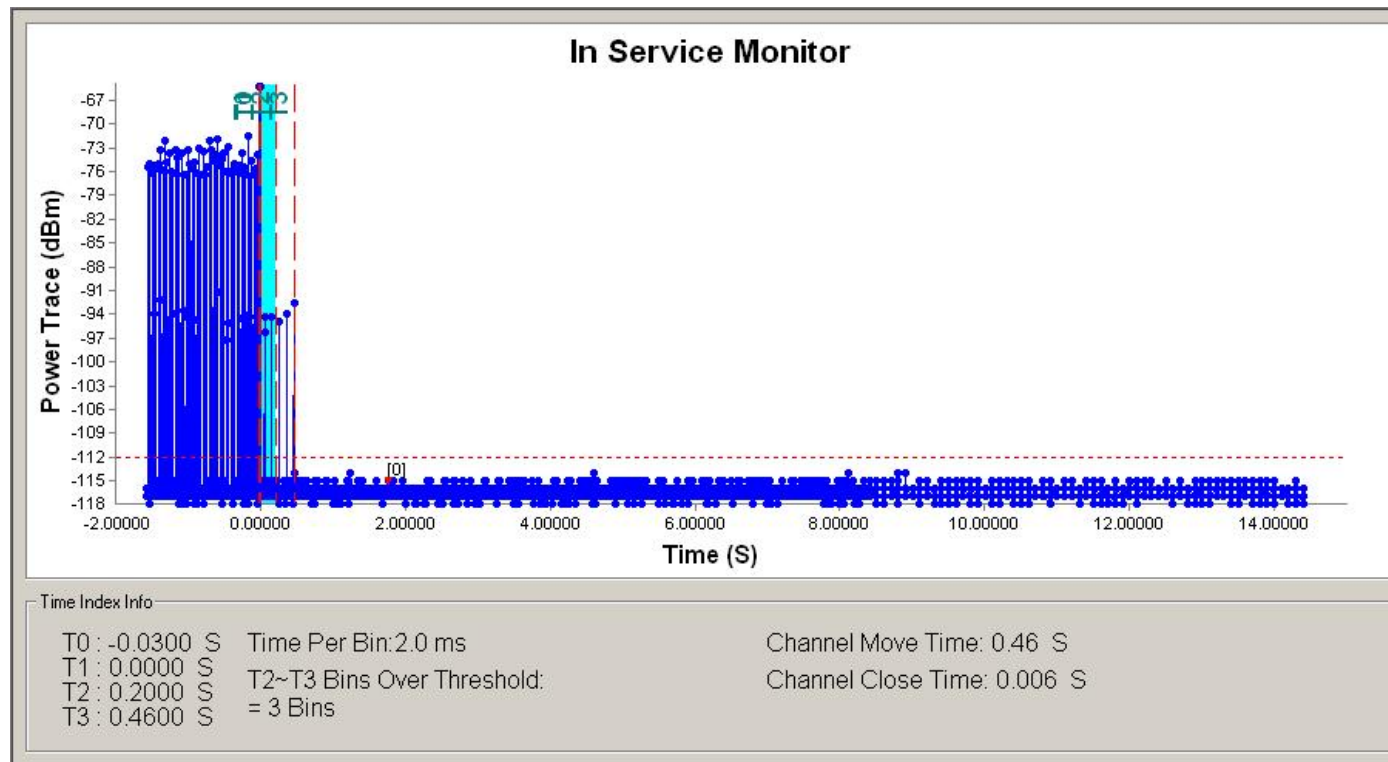 In Service Monitor
T0
T2
T3
Power Trace (dBm)
-67
-70
-73
-76
-79
-82
-85
-88
-91
-94
-97
-100
-103
-106
-109
-112
-115
-118
[0]
-2.00000 0.00000 2.00000 4.00000 6.00000 8.00000 10.00000 12.00000 14.00000
Time (S)
Time Index Info
T0 : -0.0300 S
T1 : 0.0000 S
T2 : 0.2000 S
T3 : 0.4600 S
Time Per Bin:2.0 ms
T2~T3 Bins Over Threshold:
= 3 Bins
Channel Move Time: 0.46 S
Channel Close Time: 0.006 S